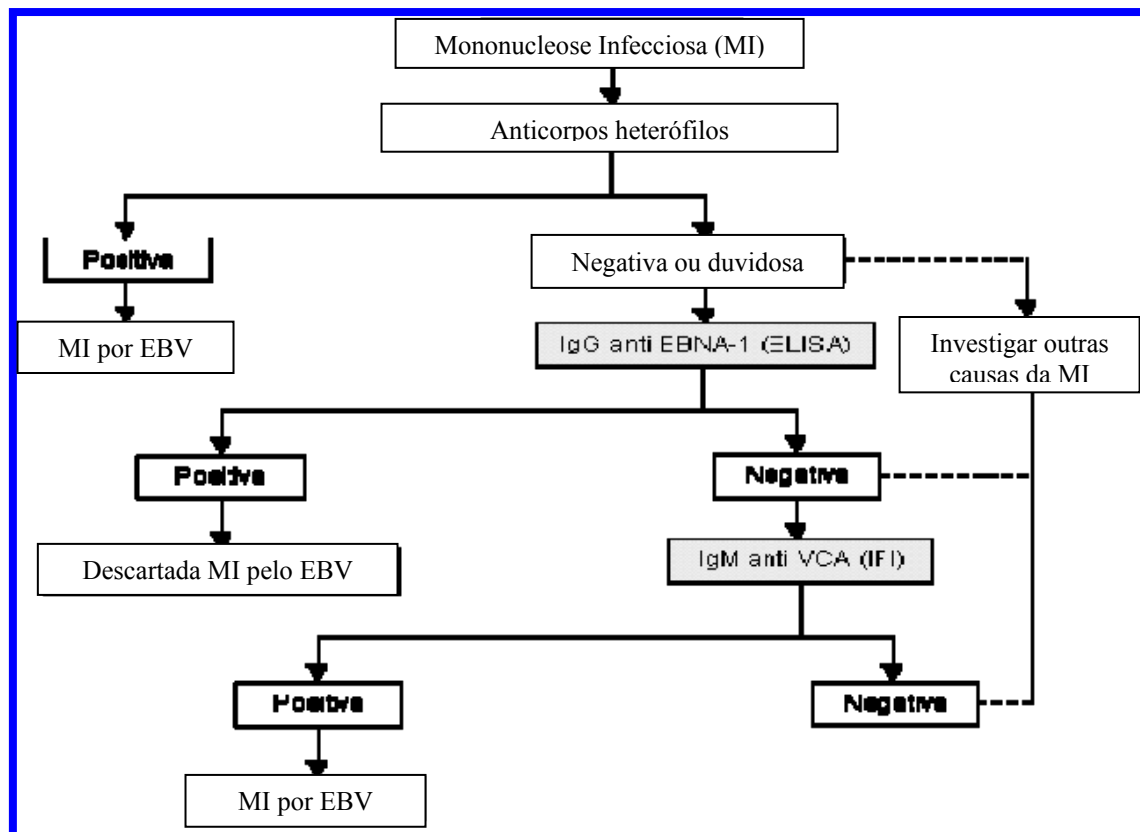 Mononucleose Infecciosa (MI)
Anticorpos heterófilos
Positiva
Negativa ou duvidosa
MI por EBV
IgG anti EBNA-1 (ELISA)
Investigar outras
causas da MI
Positiva
Negativa
Descartada MI pelo EBV
IgM anti VCA (IFI)
Positiva
Negativa
MI por EBV